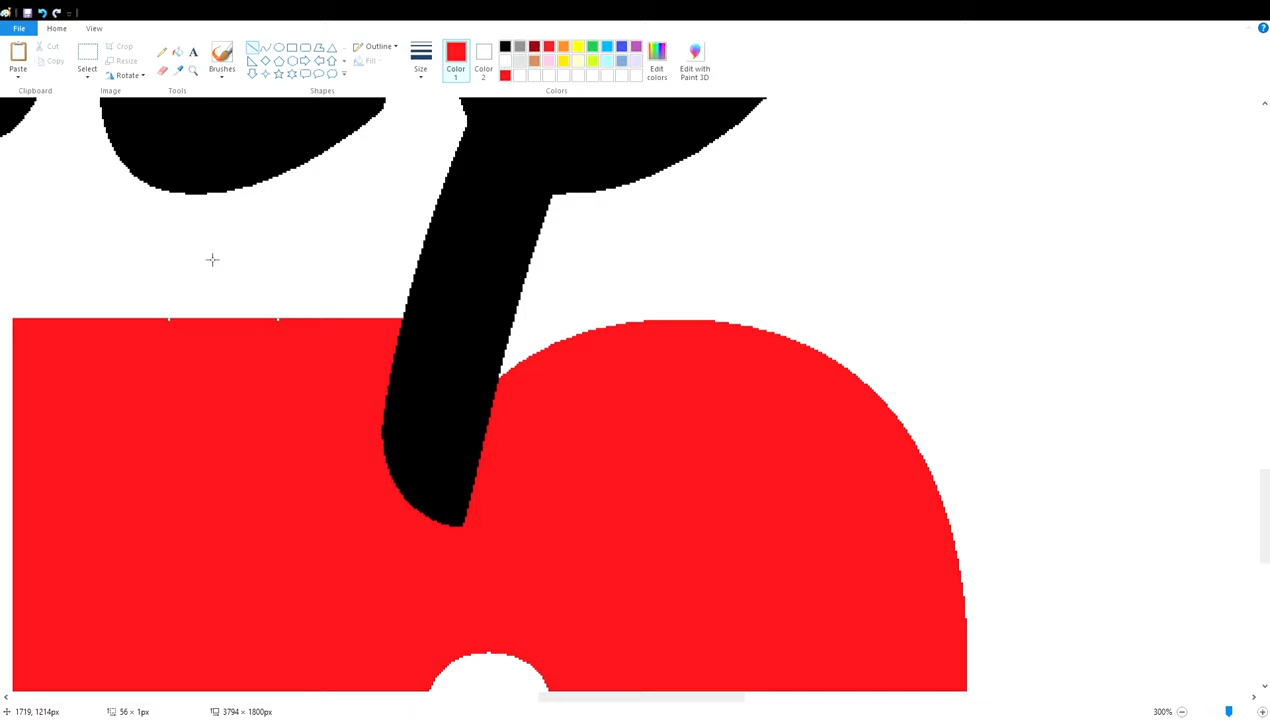 File Home View
Paste Cut Copy Clipboard
Select Crop Resize Rotate Image
A Tools
Brushes
Outline Fill Shapes
Size
Color 1 Color 2
Edit colors Edit with Paint 3D
Colors
1719, 1214px 56 × 1px 3794 × 1800px 300%